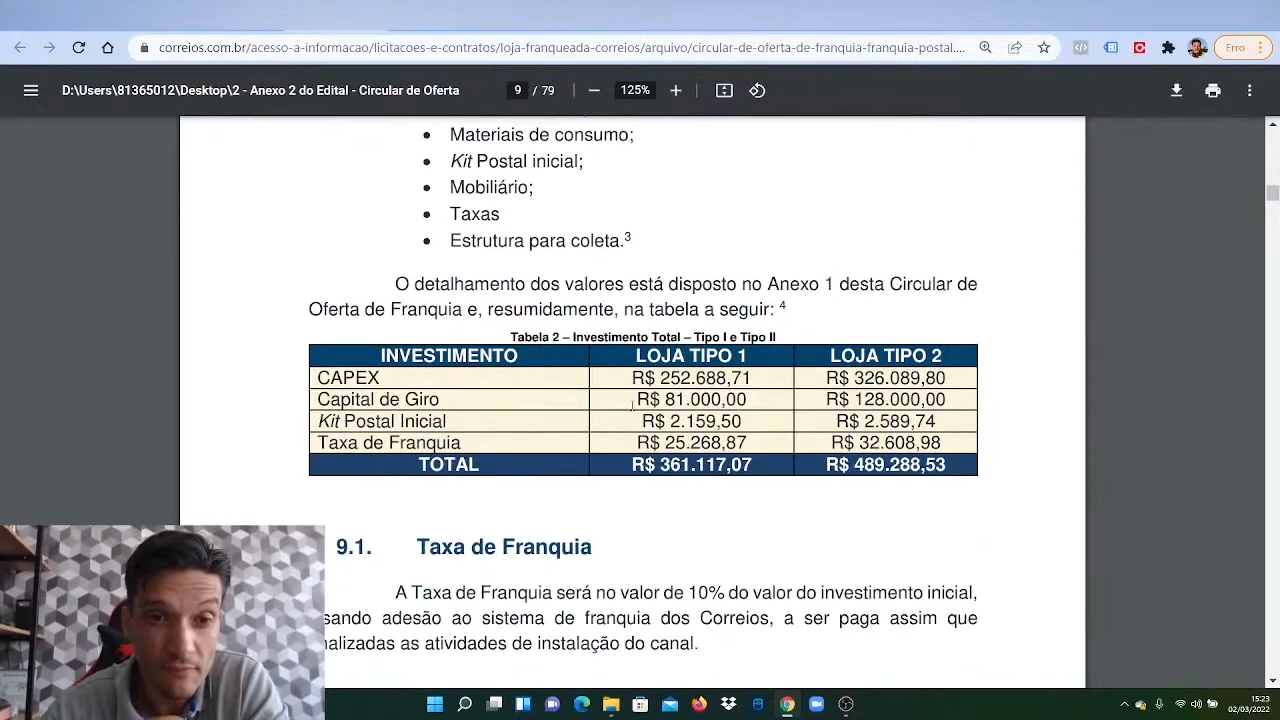 correios.com.br/acesso-a-informacao/licitacoes-e-contratos/loja-franqueada-correios/arquivo/circular-de-oferta-de-franquia-franquia-postal....
Erro
D:\Users\81365012\Desktop\2 - Anexo 2 do Edital - Circular de Oferta
9 / 79
125%
• Materiais de consumo;
• Kit Postal inicial;
• Mobiliário;
• Taxas
• Estrutura para coleta.3
O detalhamento dos valores está disposto no Anexo 1 desta Circular de
Oferta de Franquia e, resumidamente, na tabela a seguir: 4
Tabela 2 – Investimento Total – Tipo I e Tipo II
INVESTIMENTO LOJA TIPO 1 LOJA TIPO 2
CAPEX R$ 252.688,71 R$ 326.089,80
Capital de Giro R$ 81.000,00 R$ 128.000,00
Kit Postal Inicial R$ 2.159,50 R$ 2.589,74
Taxa de Franquia R$ 25.268,87 R$ 32.608,98
TOTAL R$ 361.117,07 R$ 489.288,53
9.1. Taxa de Franquia
A Taxa de Franquia será no valor de 10% do valor do investimento inicial,
sando adesão ao sistema de franquia dos Correios, a ser paga assim que
nalizadas as atividades de instalação do canal.
15:23
02/03/2022